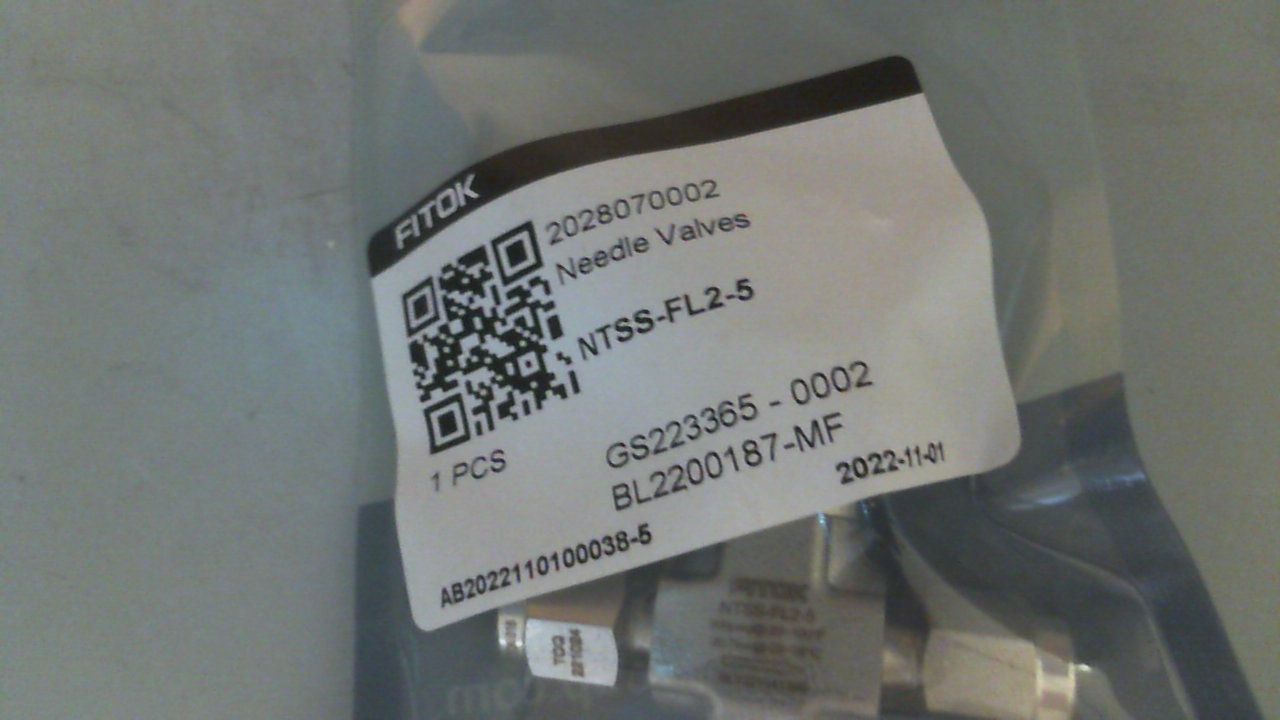 FITOK
2028070002
Needle Valves
NTSS-FL2-5
1 PCS
GS223365 - 0002
BL2200187-MF
2022-11-01
AB2022110100038-5
FITOK
NTSS-FL2-5